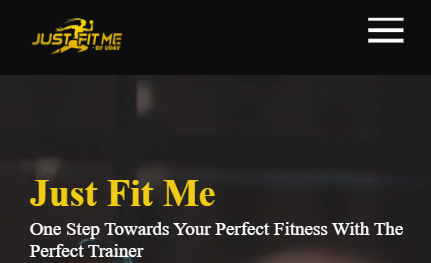 JUST FIT ME
- BY UDAY
Just Fit Me
One Step Towards Your Perfect Fitness With The
Perfect Trainer